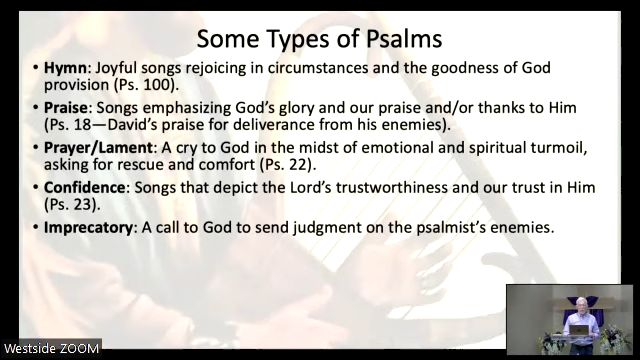 Some Types of Psalms
• Hymn: Joyful songs rejoicing in circumstances and the goodness of God
provision (Ps. 100).
• Praise: Songs emphasizing God's glory and our praise and/or thanks to Him
(Ps. 18—David's praise for deliverance from his enemies).
• Prayer/Lament: A cry to God in the midst of emotional and spiritual turmoil,
asking for rescue and comfort (Ps. 22).
• Confidence: Songs that depict the Lord's trustworthiness and our trust in Him
(Ps. 23).
• Imprecatory: A call to God to send judgment on the psalmist's enemies.
Westside ZOOM